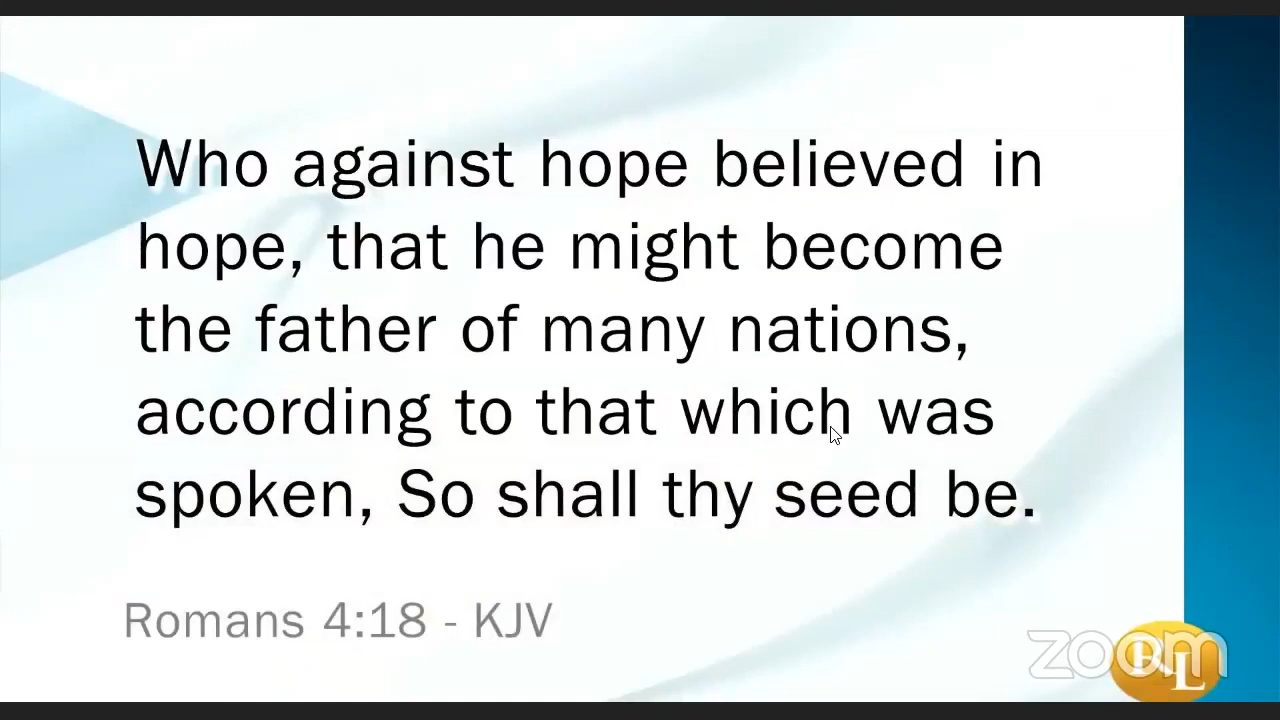 Who against hope believed in
hope, that he might become
the father of many nations,
according to that which was
spoken, So shall thy seed be.
Romans 4:18 - KJV
zoom
RL